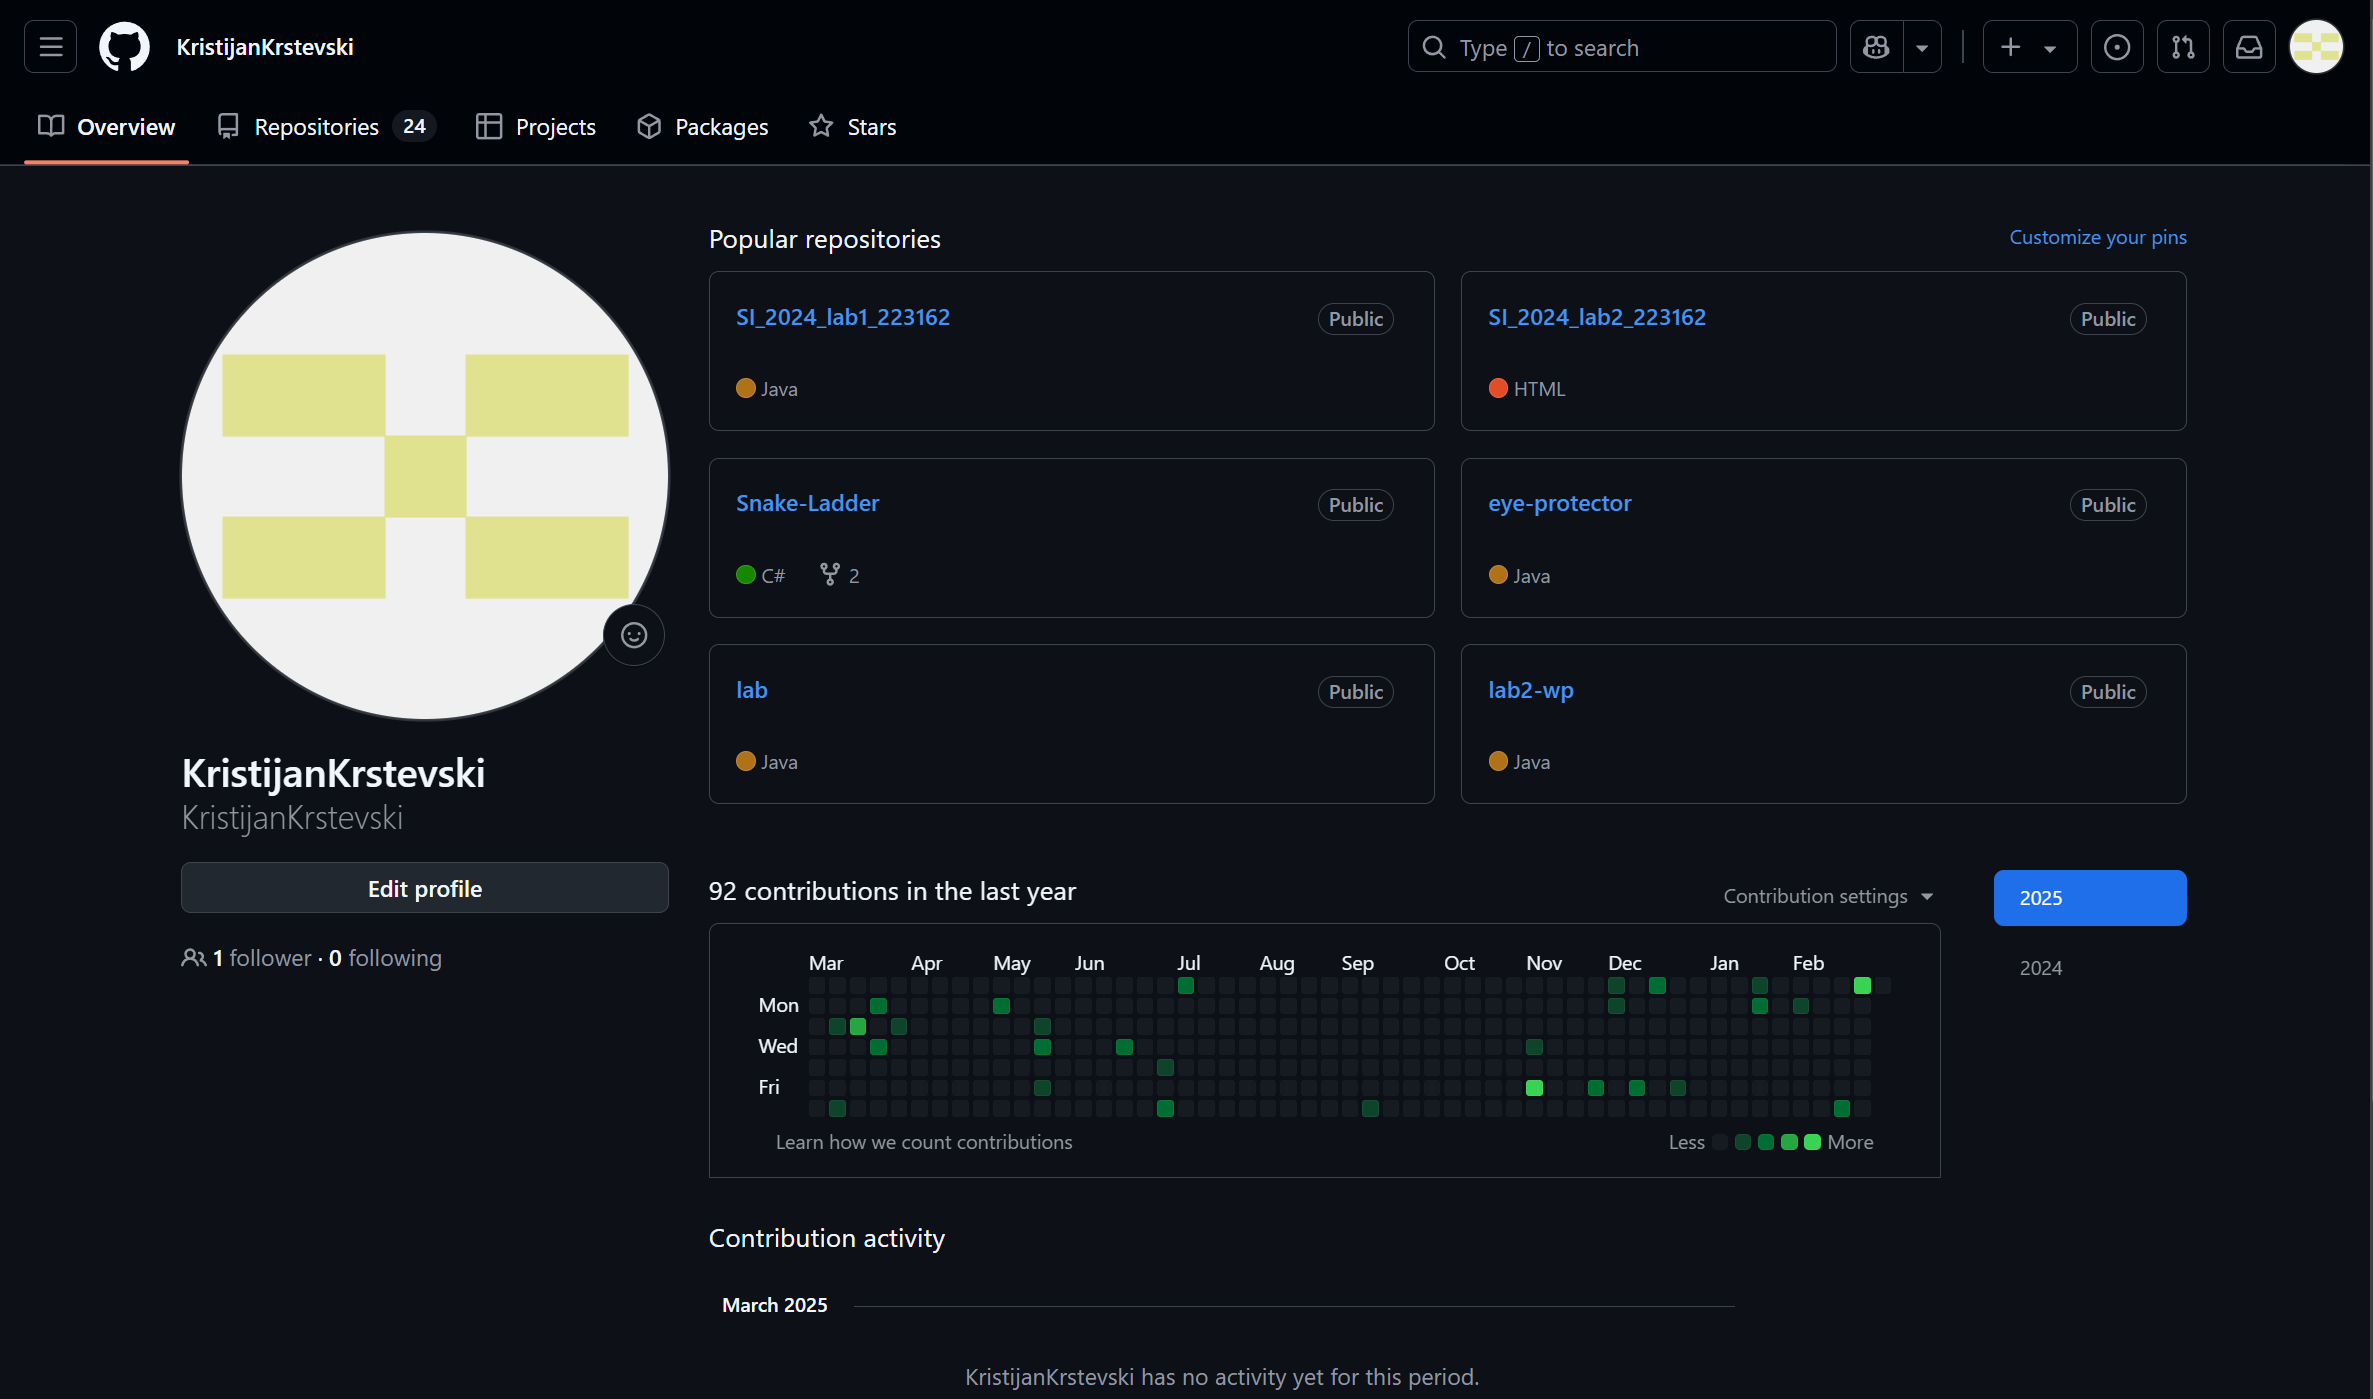 KristijanKrstevski
Type / to search
Overview
Repositories 24
Projects
Packages
Stars
KristijanKrstevski
KristijanKrstevski
Edit profile
1 follower · 0 following
Popular repositories
Customize your pins
SI_2024_lab1_223162
Public
Java
SI_2024_lab2_223162
Public
HTML
Snake-Ladder
Public
C# 2
eye-protector
Public
Java
lab
Public
Java
lab2-wp
Public
Java
92 contributions in the last year
Contribution settings
2025
2024
Mar Apr May Jun Jul Aug Sep Oct Nov Dec Jan Feb
Mon
Wed
Fri
Learn how we count contributions
Less More
Contribution activity
March 2025
KristijanKrstevski has no activity yet for this period.